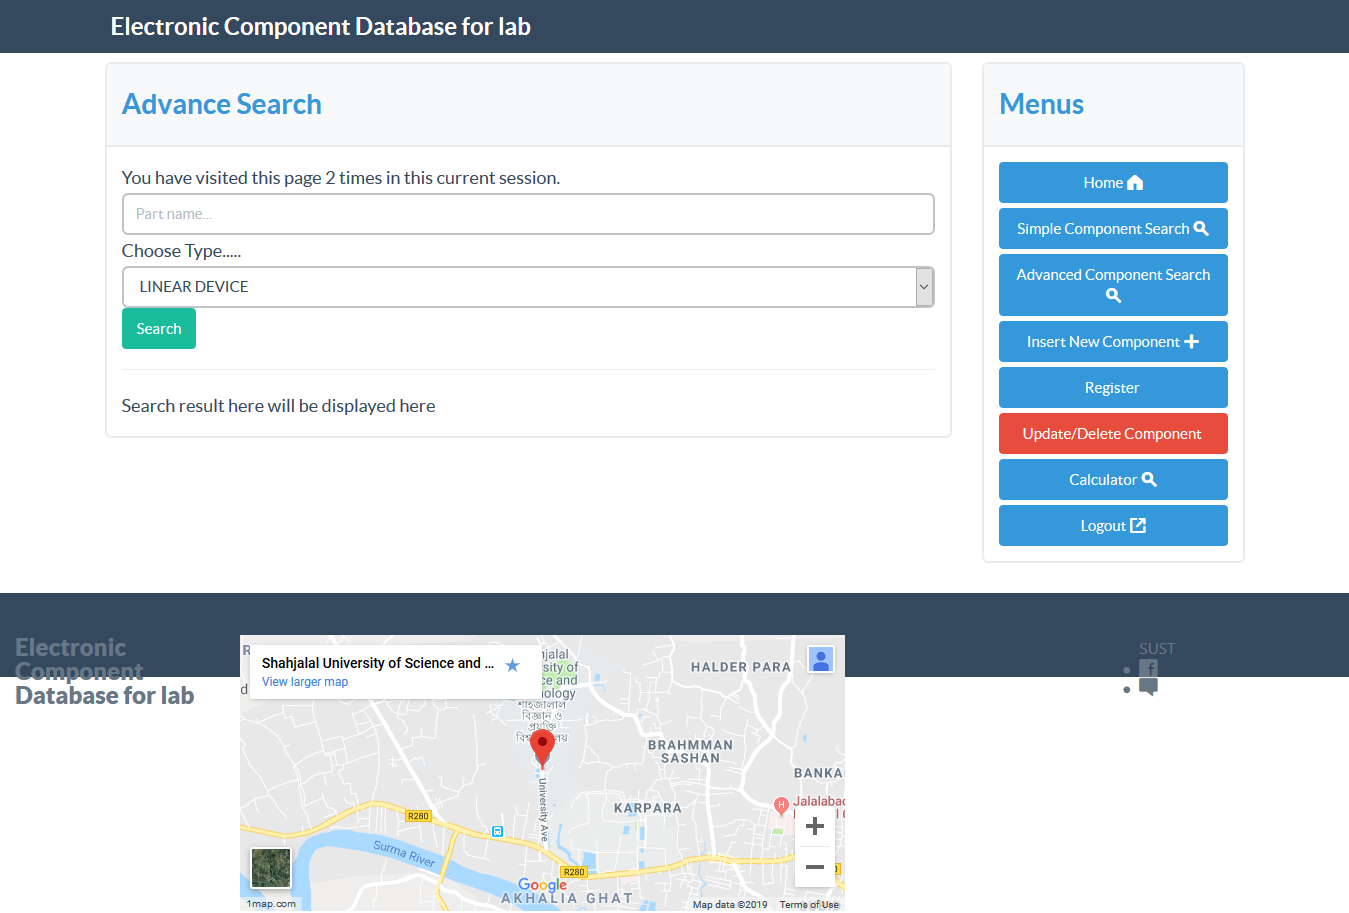 Electronic Component Database for lab
Advance Search
You have visited this page 2 times in this current session.
Part name...
Choose Type.....
LINEAR DEVICE
Search
Search result here will be displayed here
Menus
Home
Simple Component Search
Advanced Component Search
Insert New Component
Register
Update/Delete Component
Calculator
Logout
Electronic
Component
Database for lab
Shahjalal University of Science and ...
View larger map
HALDER PARA
শাহজালাল
বিজ্ঞান ও
প্রযুক্তি
BRAHMMAN
SASHAN
BANKA
KARPARA
Jalalabad
University Ave
R280
Surma River
R280
Google
AKHALIA GHAT
1map.com
Map data ©2019
Terms of Use
SUST